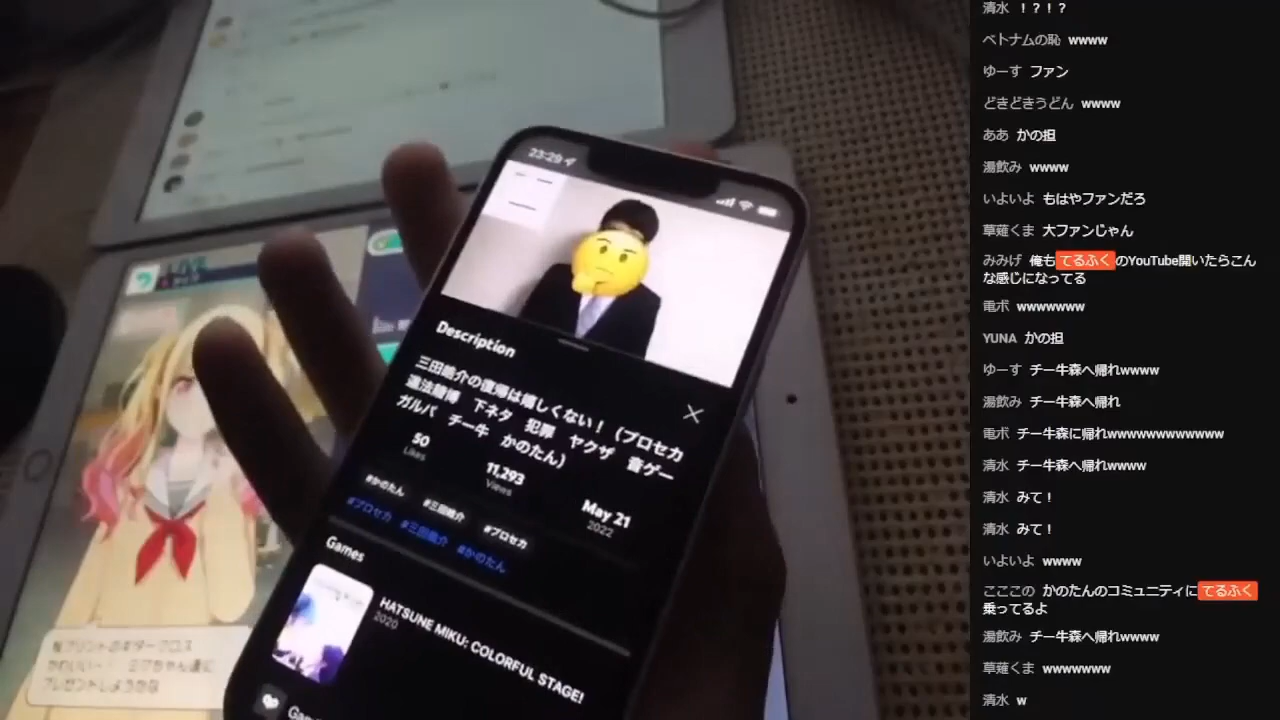 23:29
Description
三田皓介の復帰は嬉しくない！（プロセカ
違法賭博　下ネタ　犯罪　ヤクザ　音ゲー
ガルパ　チー牛　かのたん）
50
Likes
11,293
Views
May 21
2022
#かのたん #三田皓介 #プロセカ
#プロセカ #三田皓介 #かのたん
Games
HATSUNE MIKU: COLORFUL STAGE!
2020
清水 ！？！？
ベトナムの恥 wwww
ゆーす ファン
どきどきうどん wwww
ああ かの担
湯飲み wwww
いよいよ もはやファンだろ
草薙くま 大ファンじゃん
みみげ 俺もてるふくのYouTube開いたらこん
な感じになってる
電ボ wwwwwww
YUNA かの担
ゆーす チー牛森へ帰れwwww
湯飲み チー牛森へ帰れ
電ボ チー牛森に帰れwwwwwwwwwwww
清水 チー牛森へ帰れwwww
清水 みて！
清水 みて！
いよいよ wwww
こここの かのたんのコミュニティにてるふく
乗ってるよ
湯飲み チー牛森へ帰れwwww
草薙くま wwwwwww
清水 w